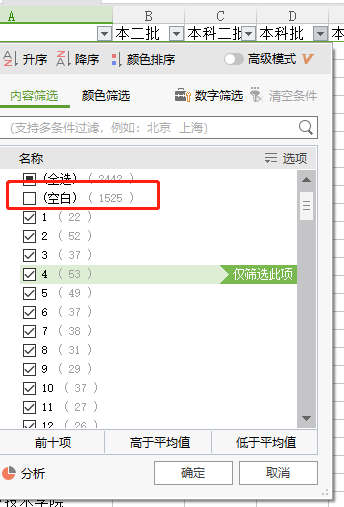 A B C D
本二批 本科二批 本科批
升序 降序 颜色排序 高级模式
内容筛选 颜色筛选 数字筛选 清空条件
(支持多条件过滤，例如：北京 上海)
名称 选项
(全选) ( 2442 )
(空白) ( 1525 )
1 ( 22 )
2 ( 52 )
3 ( 37 )
4 ( 53 ) 仅筛选此项
5 ( 49 )
6 ( 37 )
7 ( 38 )
8 ( 31 )
9 ( 29 )
10 ( 37 )
11 ( 27 )
12 ( 26 )
前十项 高于平均值 低于平均值
分析 确定 取消
技术学院